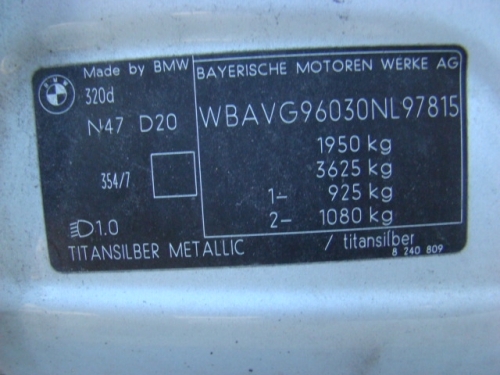 BMW
Made by BMW
320d
N47 D20
354/7
1.0
TITANSILBER METALLIC
BAYERISCHE MOTOREN WERKE AG
WBAVG96030NL97815
1950 kg
3625 kg
1- 925 kg
2- 1080 kg
/ titansilber
8 240 809